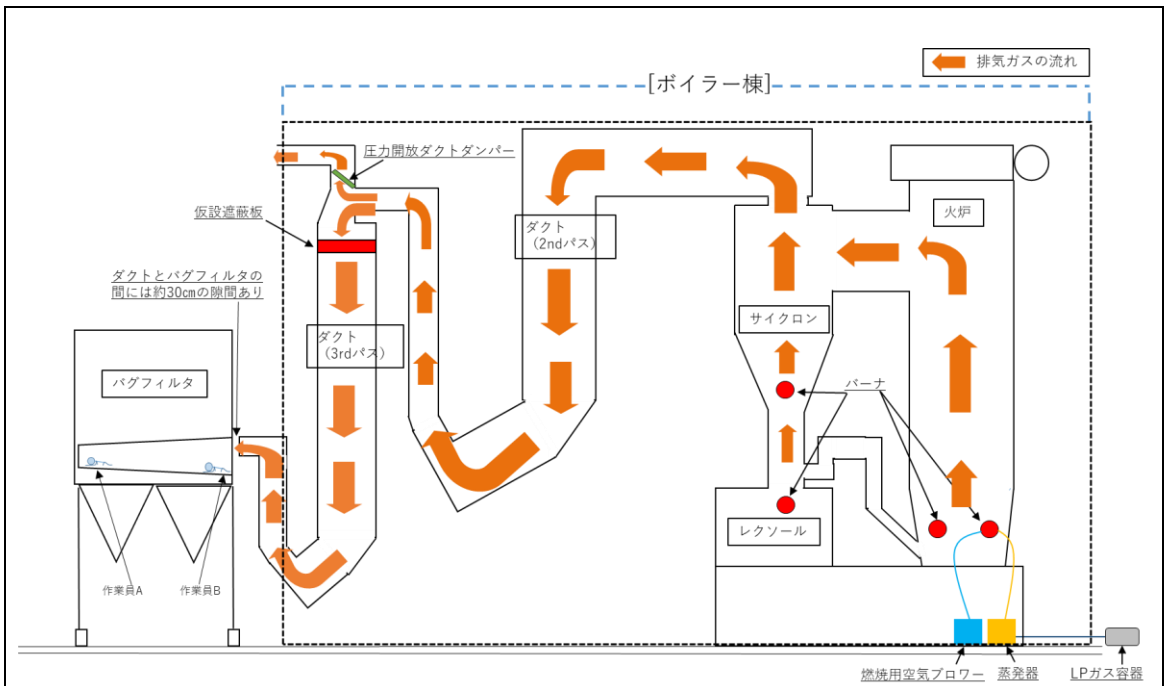 排気ガスの流れ
[ボイラー棟]
圧力開放ダクトダンパー
仮設遮蔽板
ダクト
(2ndパス)
火炉
ダクトとバグフィルタの
間には約30cmの隙間あり
サイクロン
ダクト
(3rdパス)
バグフィルタ
バーナ
レクソール
作業員A
作業員B
燃焼用空気ブロワー
蒸発器
LPガス容器